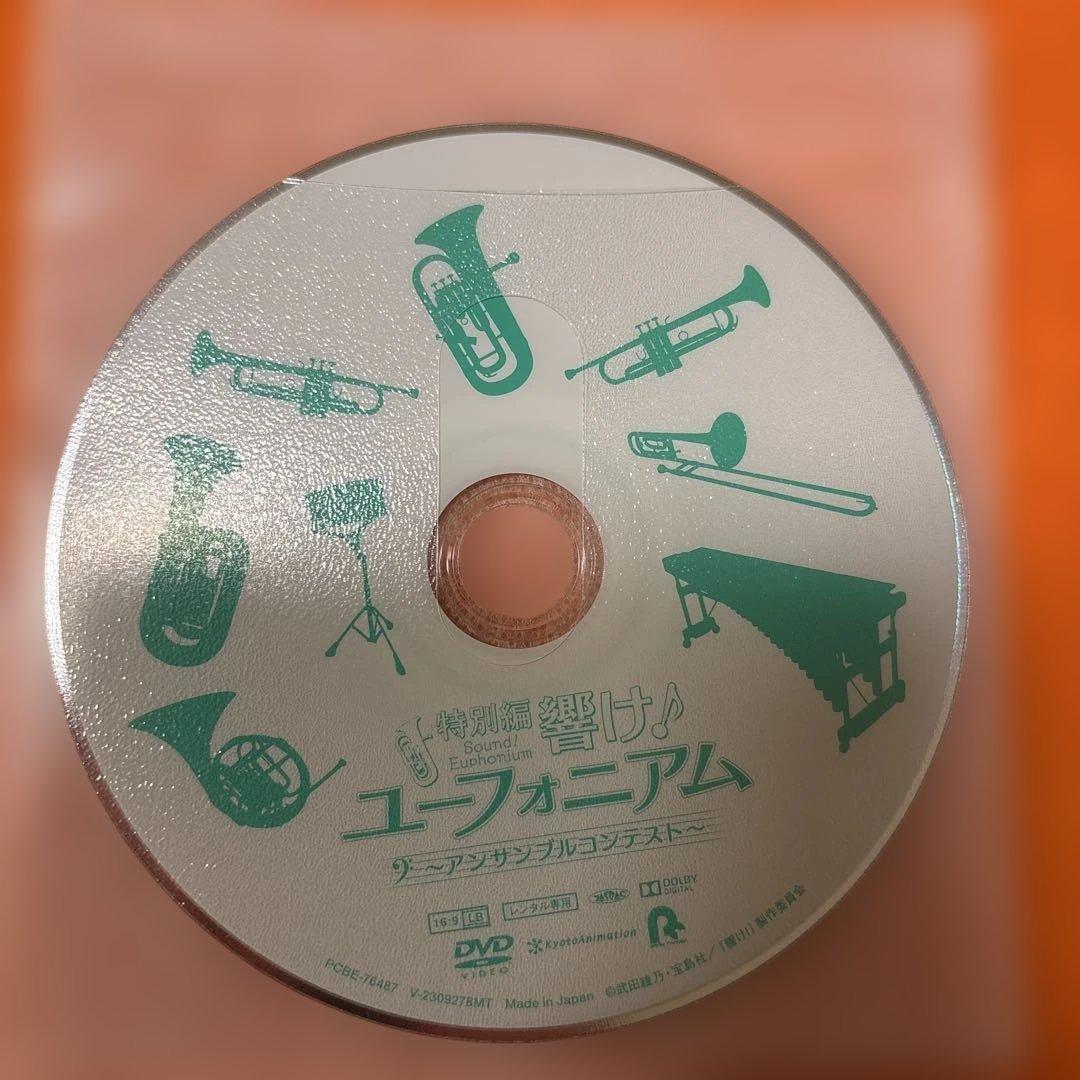 特別編 響け♪
Sound!
Euphonium
ユーフォニアム
～アンサンブルコンテスト～
16:9 LB
レンタル専用
JASRAC
DOLBY
DIGITAL
DVD
VIDEO
KyotoAnimation
PCBE-76487 V-230927BMT Made in Japan ©武田綾乃・宝島社／「響け！」製作委員会